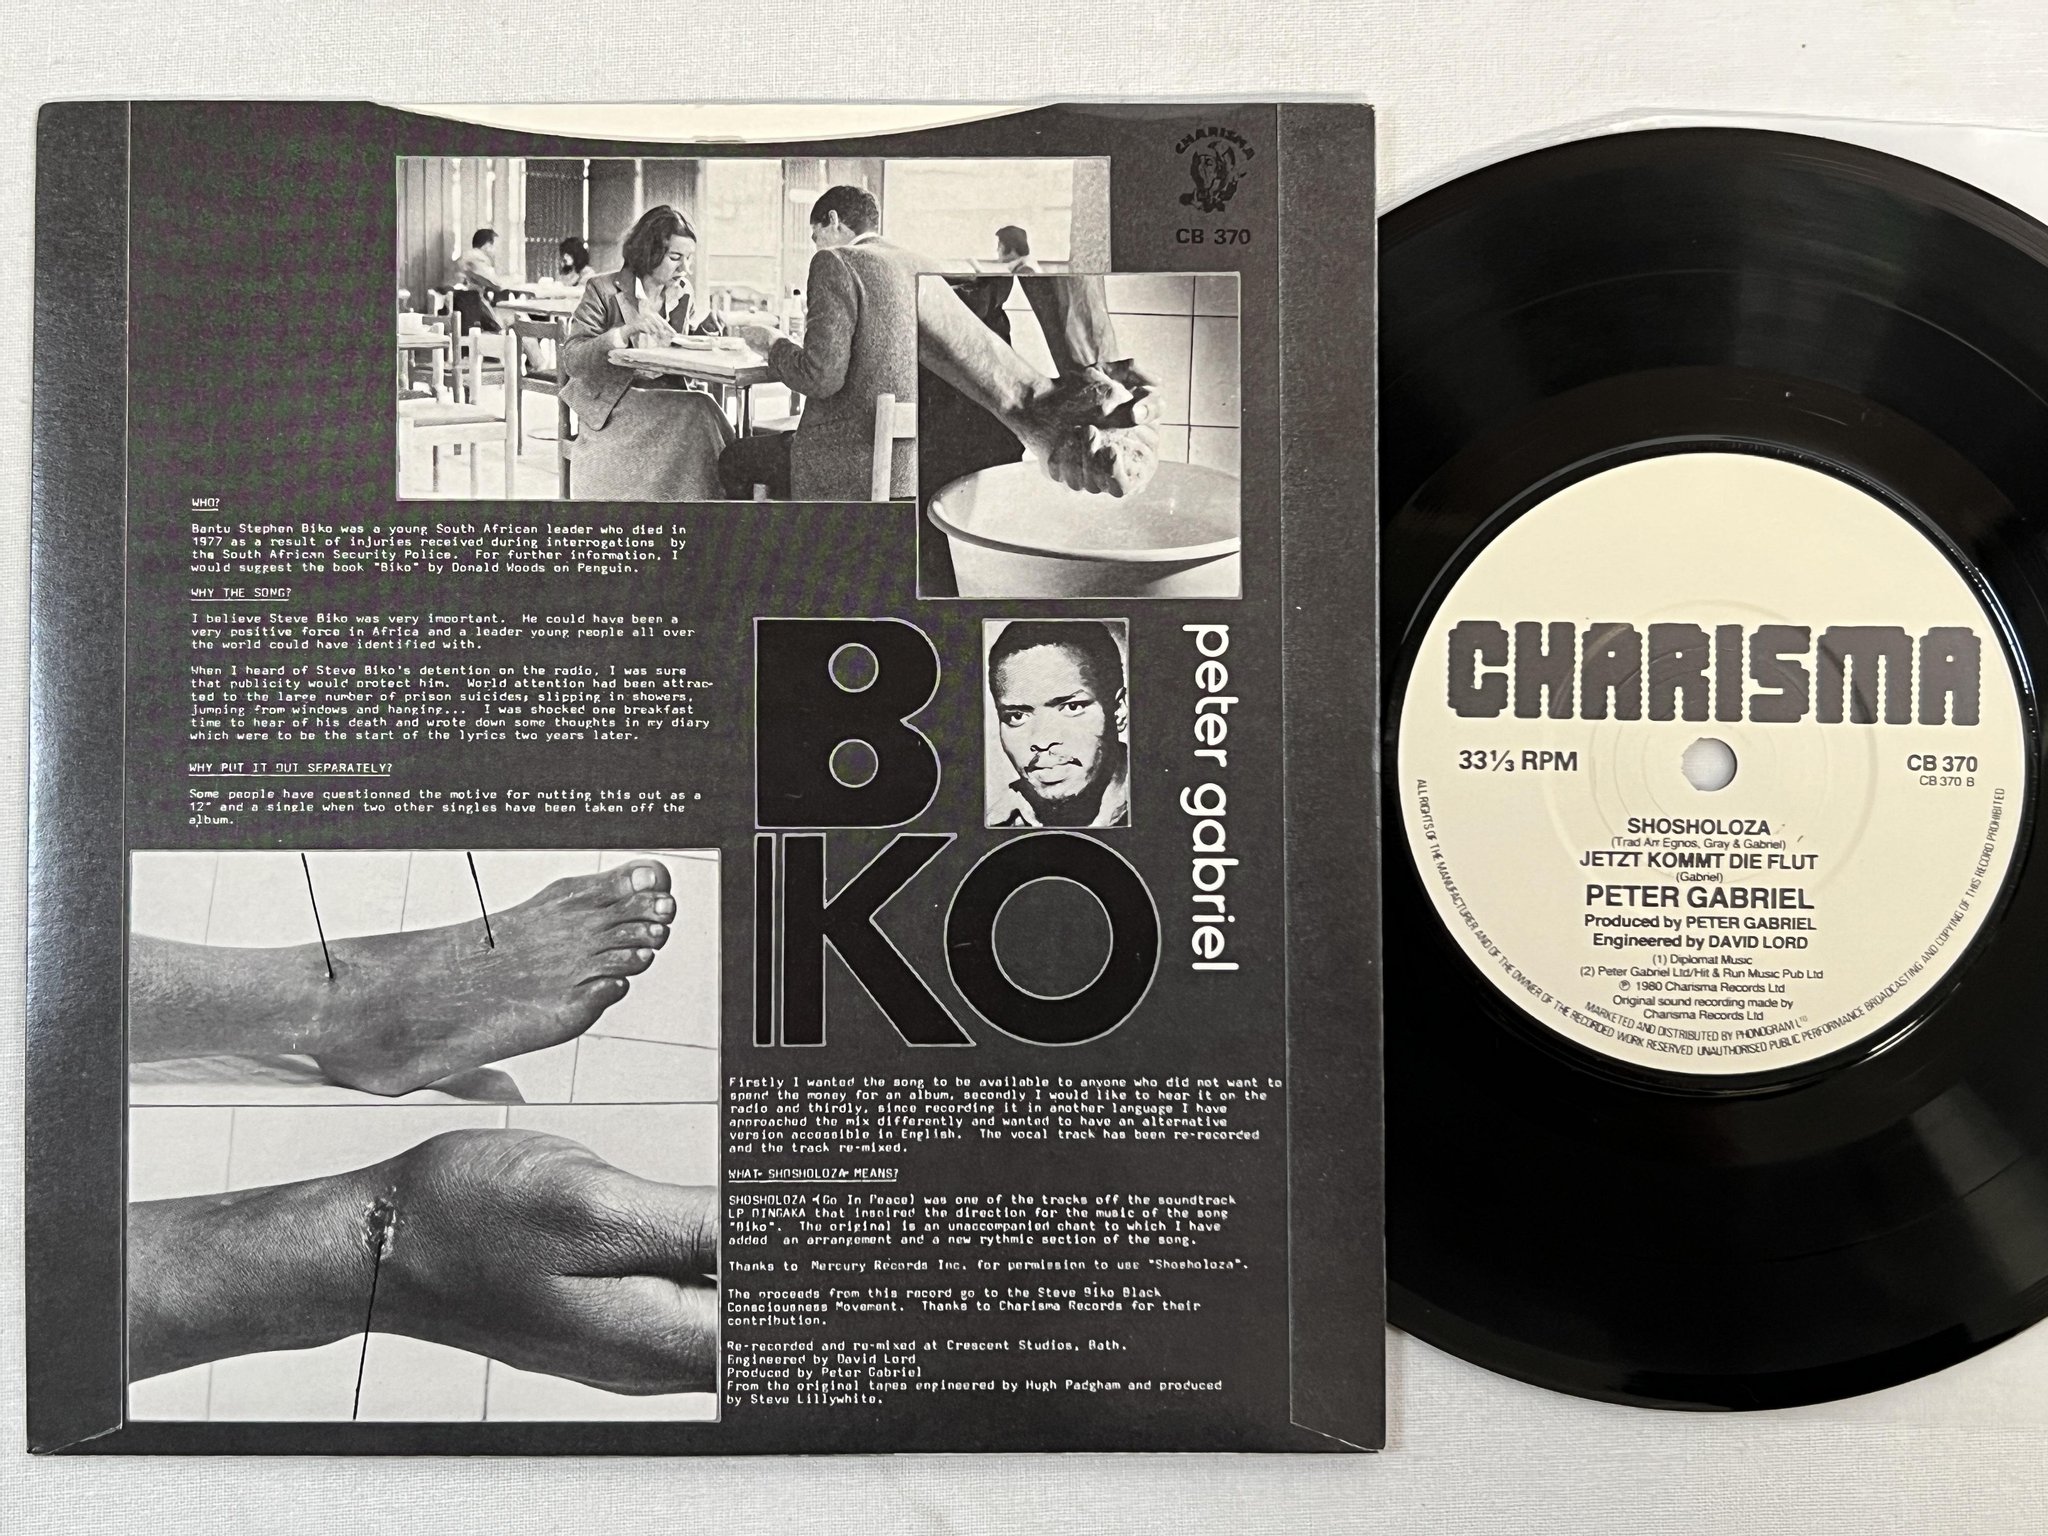 CHARISMA
CB 370
WHO?
Bantu Stephen Biko was a young South African leader who died in
1977 as a result of injuries received during interrogations by
the South African Security Police. For further information, I
would suggest the book "Biko" by Donald Woods on Penguin.
WHY THE SONG?
I believe Steve Biko was very important. He could have been a
very positive force in Africa and a leader young people all over
the world could have identified with.
When I heard of Steve Biko's detention on the radio, I was sure
that publicity would protect him. World attention had been attrac-
ted to the large number of prison suicides; slipping in showers,
jumping from windows and hanging... I was shocked one breakfast
time to hear of his death and wrote down some thoughts in my diary
which were to be the start of the lyrics two years later.
WHY PUT IT OUT SEPARATELY?
Some people have questionned the motive for putting this out as a
12" and a single when two other singles have been taken off the
album.
BIKO
peter gabriel
Firstly I wanted the song to be available to anyone who did not want to
spend the money for an album, secondly I would like to hear it on the
radio and thirdly, since recording it in another language I have
approached the mix differently and wanted to have an alternative
version accessible in English. The vocal track has been re-recorded
and the track re-mixed.
WHAT SHOSHOLOZA MEANS?
SHOSHOLOZA (Go In Peace) was one of the tracks off the soundtrack
LP DINGAKA that inspired the direction for the music of the song
"Biko". The original is an unaccompanied chant to which I have
added an arrangement and a new rythmic section of the song.
Thanks to Mercury Records Inc. for permission to use "Shosholoza".
The proceeds from this record go to the Steve Biko Black
Consciousness Movement. Thanks to Charisma Records for their
contribution.
Re-recorded and re-mixed at Crescent Studios, Bath.
Engineered by David Lord
Produced by Peter Gabriel
From the original tapes engineered by Hugh Padgham and produced
by Steve Lillywhite.
CHARISMA
33⅓ RPM
CB 370
CB 370 B
SHOSHOLOZA
(Trad Arr Egnos, Gray & Gabriel)
JETZT KOMMT DIE FLUT
(Gabriel)
PETER GABRIEL
Produced by PETER GABRIEL
Engineered by DAVID LORD
(1) Diplomat Music
(2) Peter Gabriel Ltd/Hit & Run Music Pub Ltd
℗ 1980 Charisma Records Ltd
Original sound recording made by
Charisma Records Ltd
MARKETED AND DISTRIBUTED BY PHONOGRAM LTD
ALL RIGHTS OF THE MANUFACTURER AND OF THE OWNER OF THE RECORDED WORK RESERVED UNAUTHORISED PUBLIC PERFORMANCE BROADCASTING AND COPYING OF THIS RECORD PROHIBITED